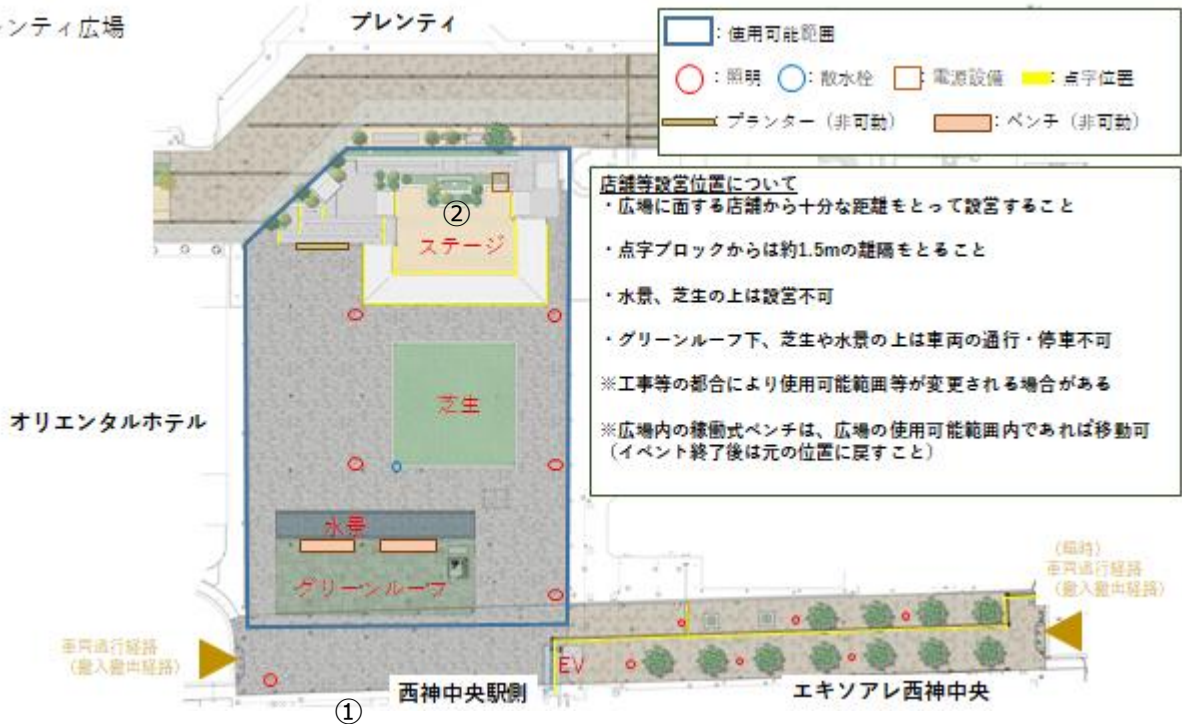 ンティ広場
プレンティ
：使用可能範囲
：照明
：散水栓
：電源設備
：点字位置
：プランター（非可動）
：ベンチ（非可動）
店舗等設営位置について
・広場に面する店舗から十分な距離をとって設営すること
・点字ブロックからは約1.5mの離隔をとること
・水景、芝生の上は設営不可
・グリーンルーフ下、芝生や水景の上は車両の通行・停車不可
※工事等の都合により使用可能範囲等が変更される場合がある
※広場内の稼働式ベンチは、広場の使用可能範囲内であれば移動可
（イベント終了後は元の位置に戻すこと）
②
ステージ
芝生
オリエンタルホテル
水景
グリーンルーフ
（臨時）
車両通行経路
（搬入搬出経路）
車両通行経路
（搬入搬出経路）
EV
西神中央駅側
エキソアレ西神中央
①